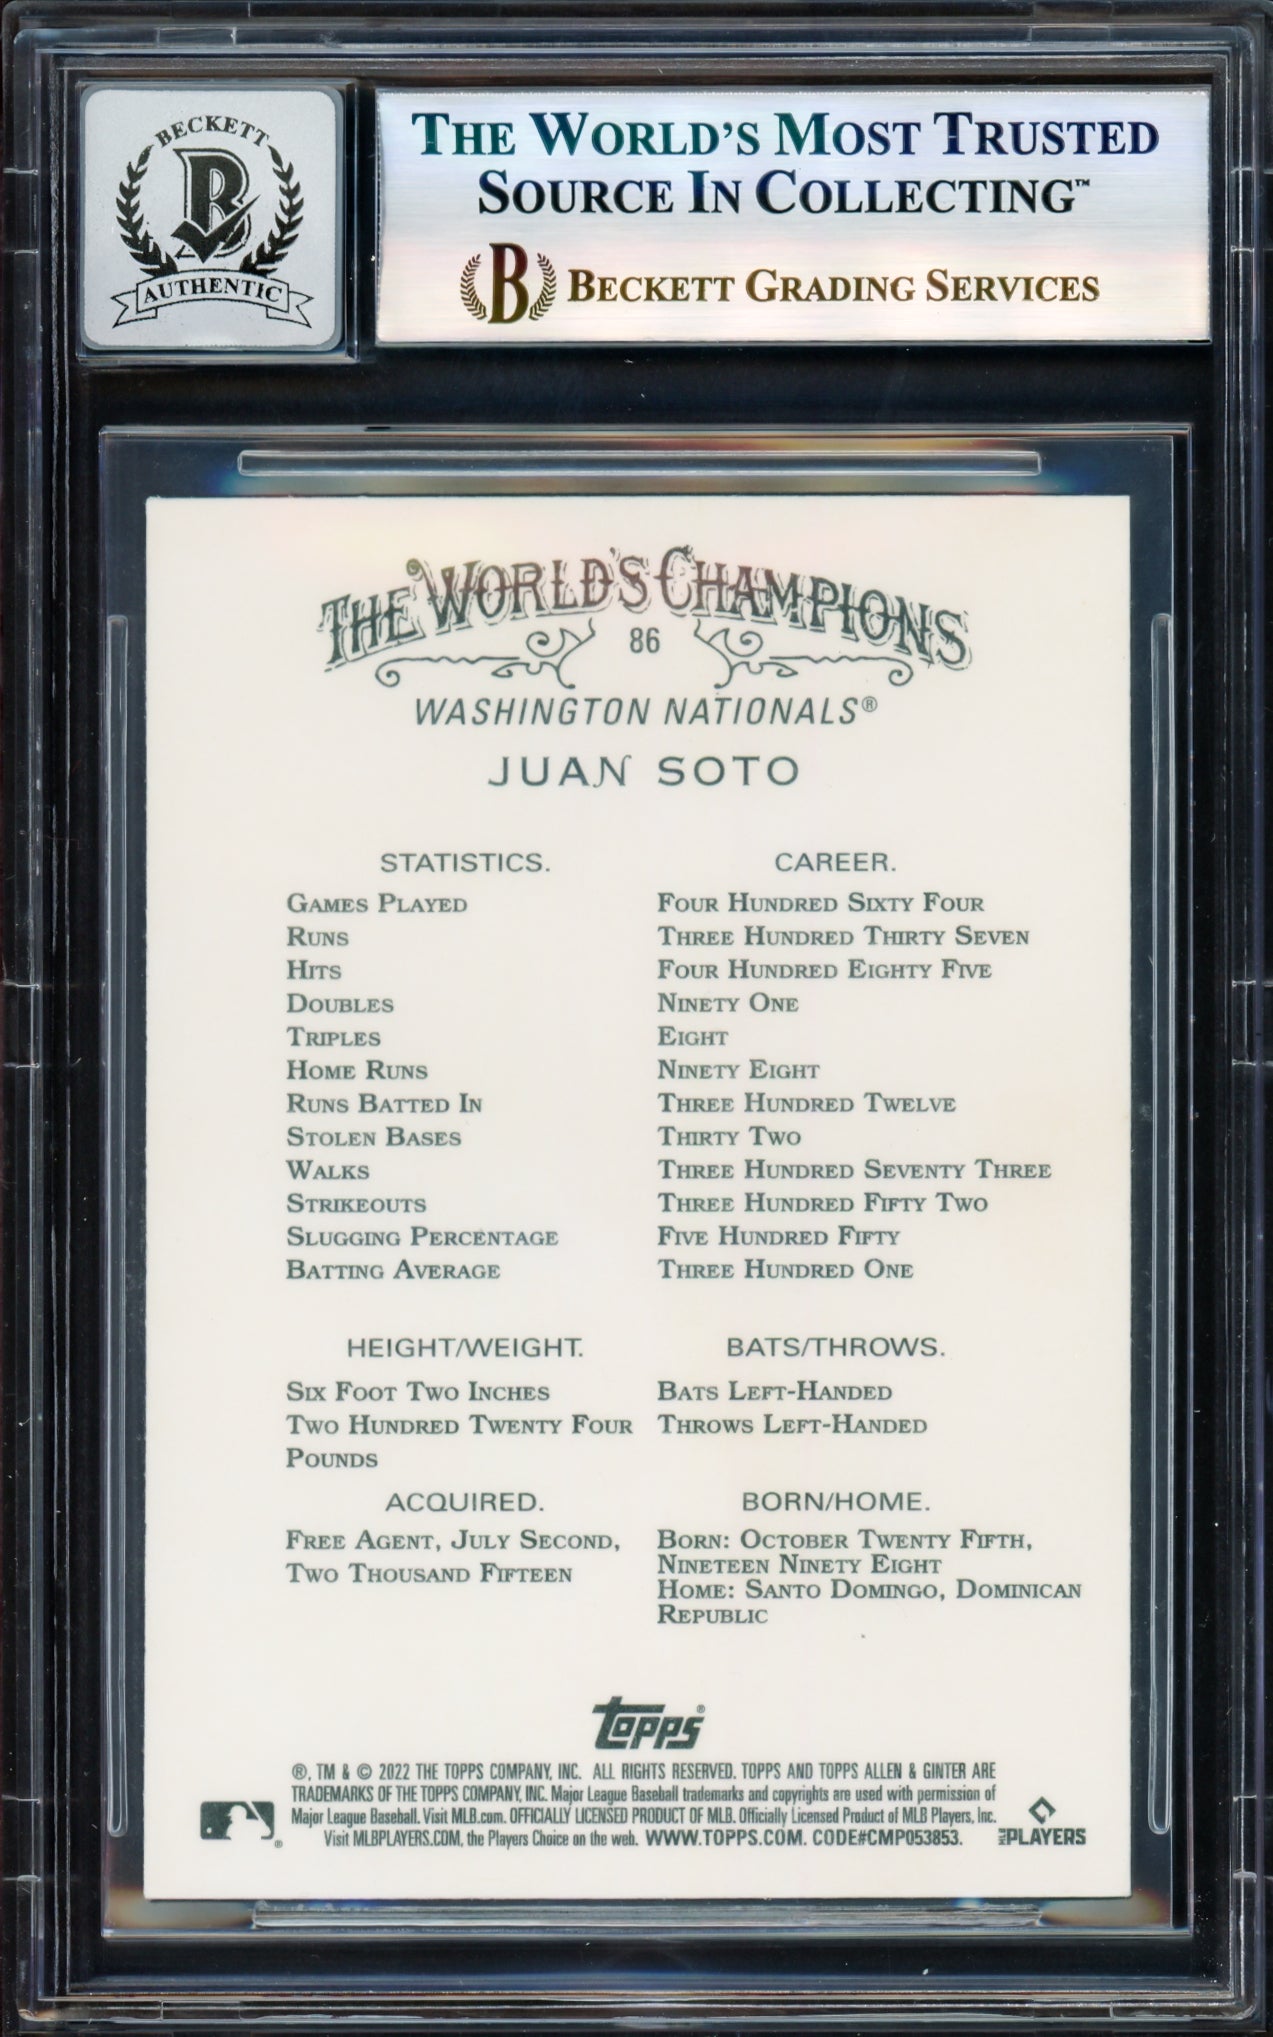 BECKETT
B
AUTHENTIC
THE WORLD'S MOST TRUSTED
SOURCE IN COLLECTING™
B BECKETT GRADING SERVICES
THE WORLD'S CHAMPIONS
86
WASHINGTON NATIONALS®
JUAN SOTO
STATISTICS. CAREER.
GAMES PLAYED FOUR HUNDRED SIXTY FOUR
RUNS THREE HUNDRED THIRTY SEVEN
HITS FOUR HUNDRED EIGHTY FIVE
DOUBLES NINETY ONE
TRIPLES EIGHT
HOME RUNS NINETY EIGHT
RUNS BATTED IN THREE HUNDRED TWELVE
STOLEN BASES THIRTY TWO
WALKS THREE HUNDRED SEVENTY THREE
STRIKEOUTS THREE HUNDRED FIFTY TWO
SLUGGING PERCENTAGE FIVE HUNDRED FIFTY
BATTING AVERAGE THREE HUNDRED ONE
HEIGHT/WEIGHT. BATS/THROWS.
SIX FOOT TWO INCHES BATS LEFT-HANDED
TWO HUNDRED TWENTY FOUR THROWS LEFT-HANDED
POUNDS
ACQUIRED. BORN/HOME.
FREE AGENT, JULY SECOND, BORN: OCTOBER TWENTY FIFTH,
TWO THOUSAND FIFTEEN NINETEEN NINETY EIGHT
HOME: SANTO DOMINGO, DOMINICAN
REPUBLIC
topps®
®, TM & © 2022 THE TOPPS COMPANY, INC. ALL RIGHTS RESERVED. TOPPS AND TOPPS ALLEN & GINTER ARE
TRADEMARKS OF THE TOPPS COMPANY, INC. Major League Baseball trademarks and copyrights are used with permission of
Major League Baseball. Visit MLB.com. OFFICIALLY LICENSED PRODUCT OF MLB. Officially Licensed Product of MLB Players, Inc.
Visit MLBPLAYERS.COM, the Players Choice on the web. WWW.TOPPS.COM. CODE#CMP053853.
MLB PLAYERS